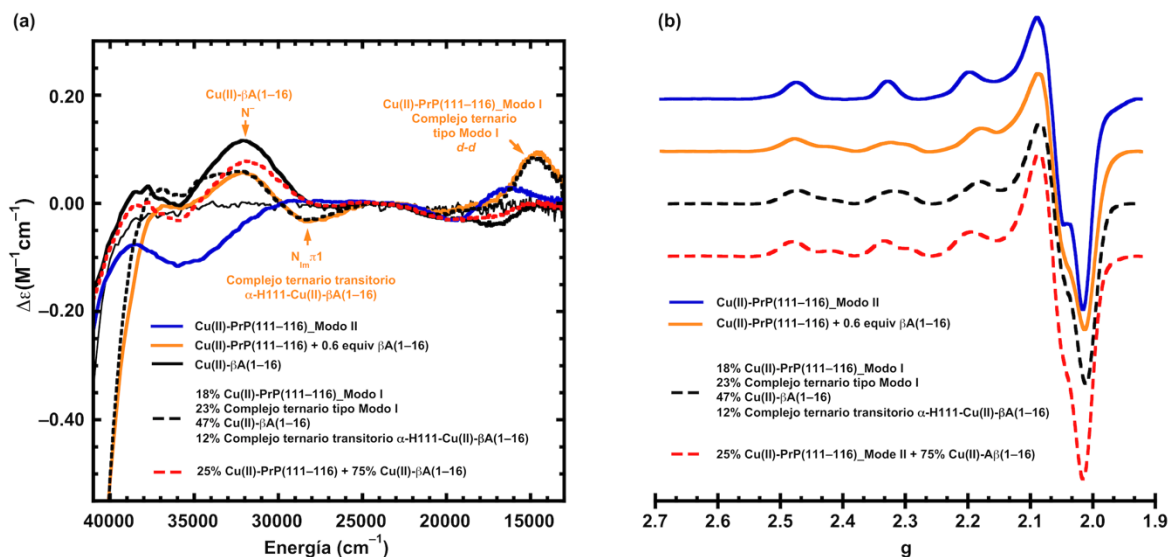 (a)
Δε(M⁻¹cm⁻¹)
0.20
0.00
−0.20
−0.40
40000 35000 30000 25000 20000 15000
Energía (cm⁻¹)
Cu(II)-βA(1–16)
N⁻
Cu(II)-PrP(111–116)_Modo I
Complejo ternario
tipo Modo I
d-d
N_Im π1
Complejo ternario transitorio
α-H111-Cu(II)-βA(1–16)
Cu(II)-PrP(111–116)_Modo II
Cu(II)-PrP(111–116) + 0.6 equiv βA(1–16)
Cu(II)-βA(1–16)
18% Cu(II)-PrP(111–116)_Modo I
23% Complejo ternario tipo Modo I
47% Cu(II)-βA(1–16)
12% Complejo ternario transitorio α-H111-Cu(II)-βA(1–16)
25% Cu(II)-PrP(111–116) + 75% Cu(II)-βA(1–16)
(b)
Cu(II)-PrP(111–116)_Modo II
Cu(II)-PrP(111–116) + 0.6 equiv βA(1–16)
18% Cu(II)-PrP(111–116)_Modo I
23% Complejo ternario tipo Modo I
47% Cu(II)-βA(1–16)
12% Complejo ternario transitorio α-H111-Cu(II)-βA(1–16)
25% Cu(II)-PrP(111–116)_Mode II + 75% Cu(II)-Aβ(1–16)
2.7 2.6 2.5 2.4 2.3 2.2 2.1 2.0 1.9
g